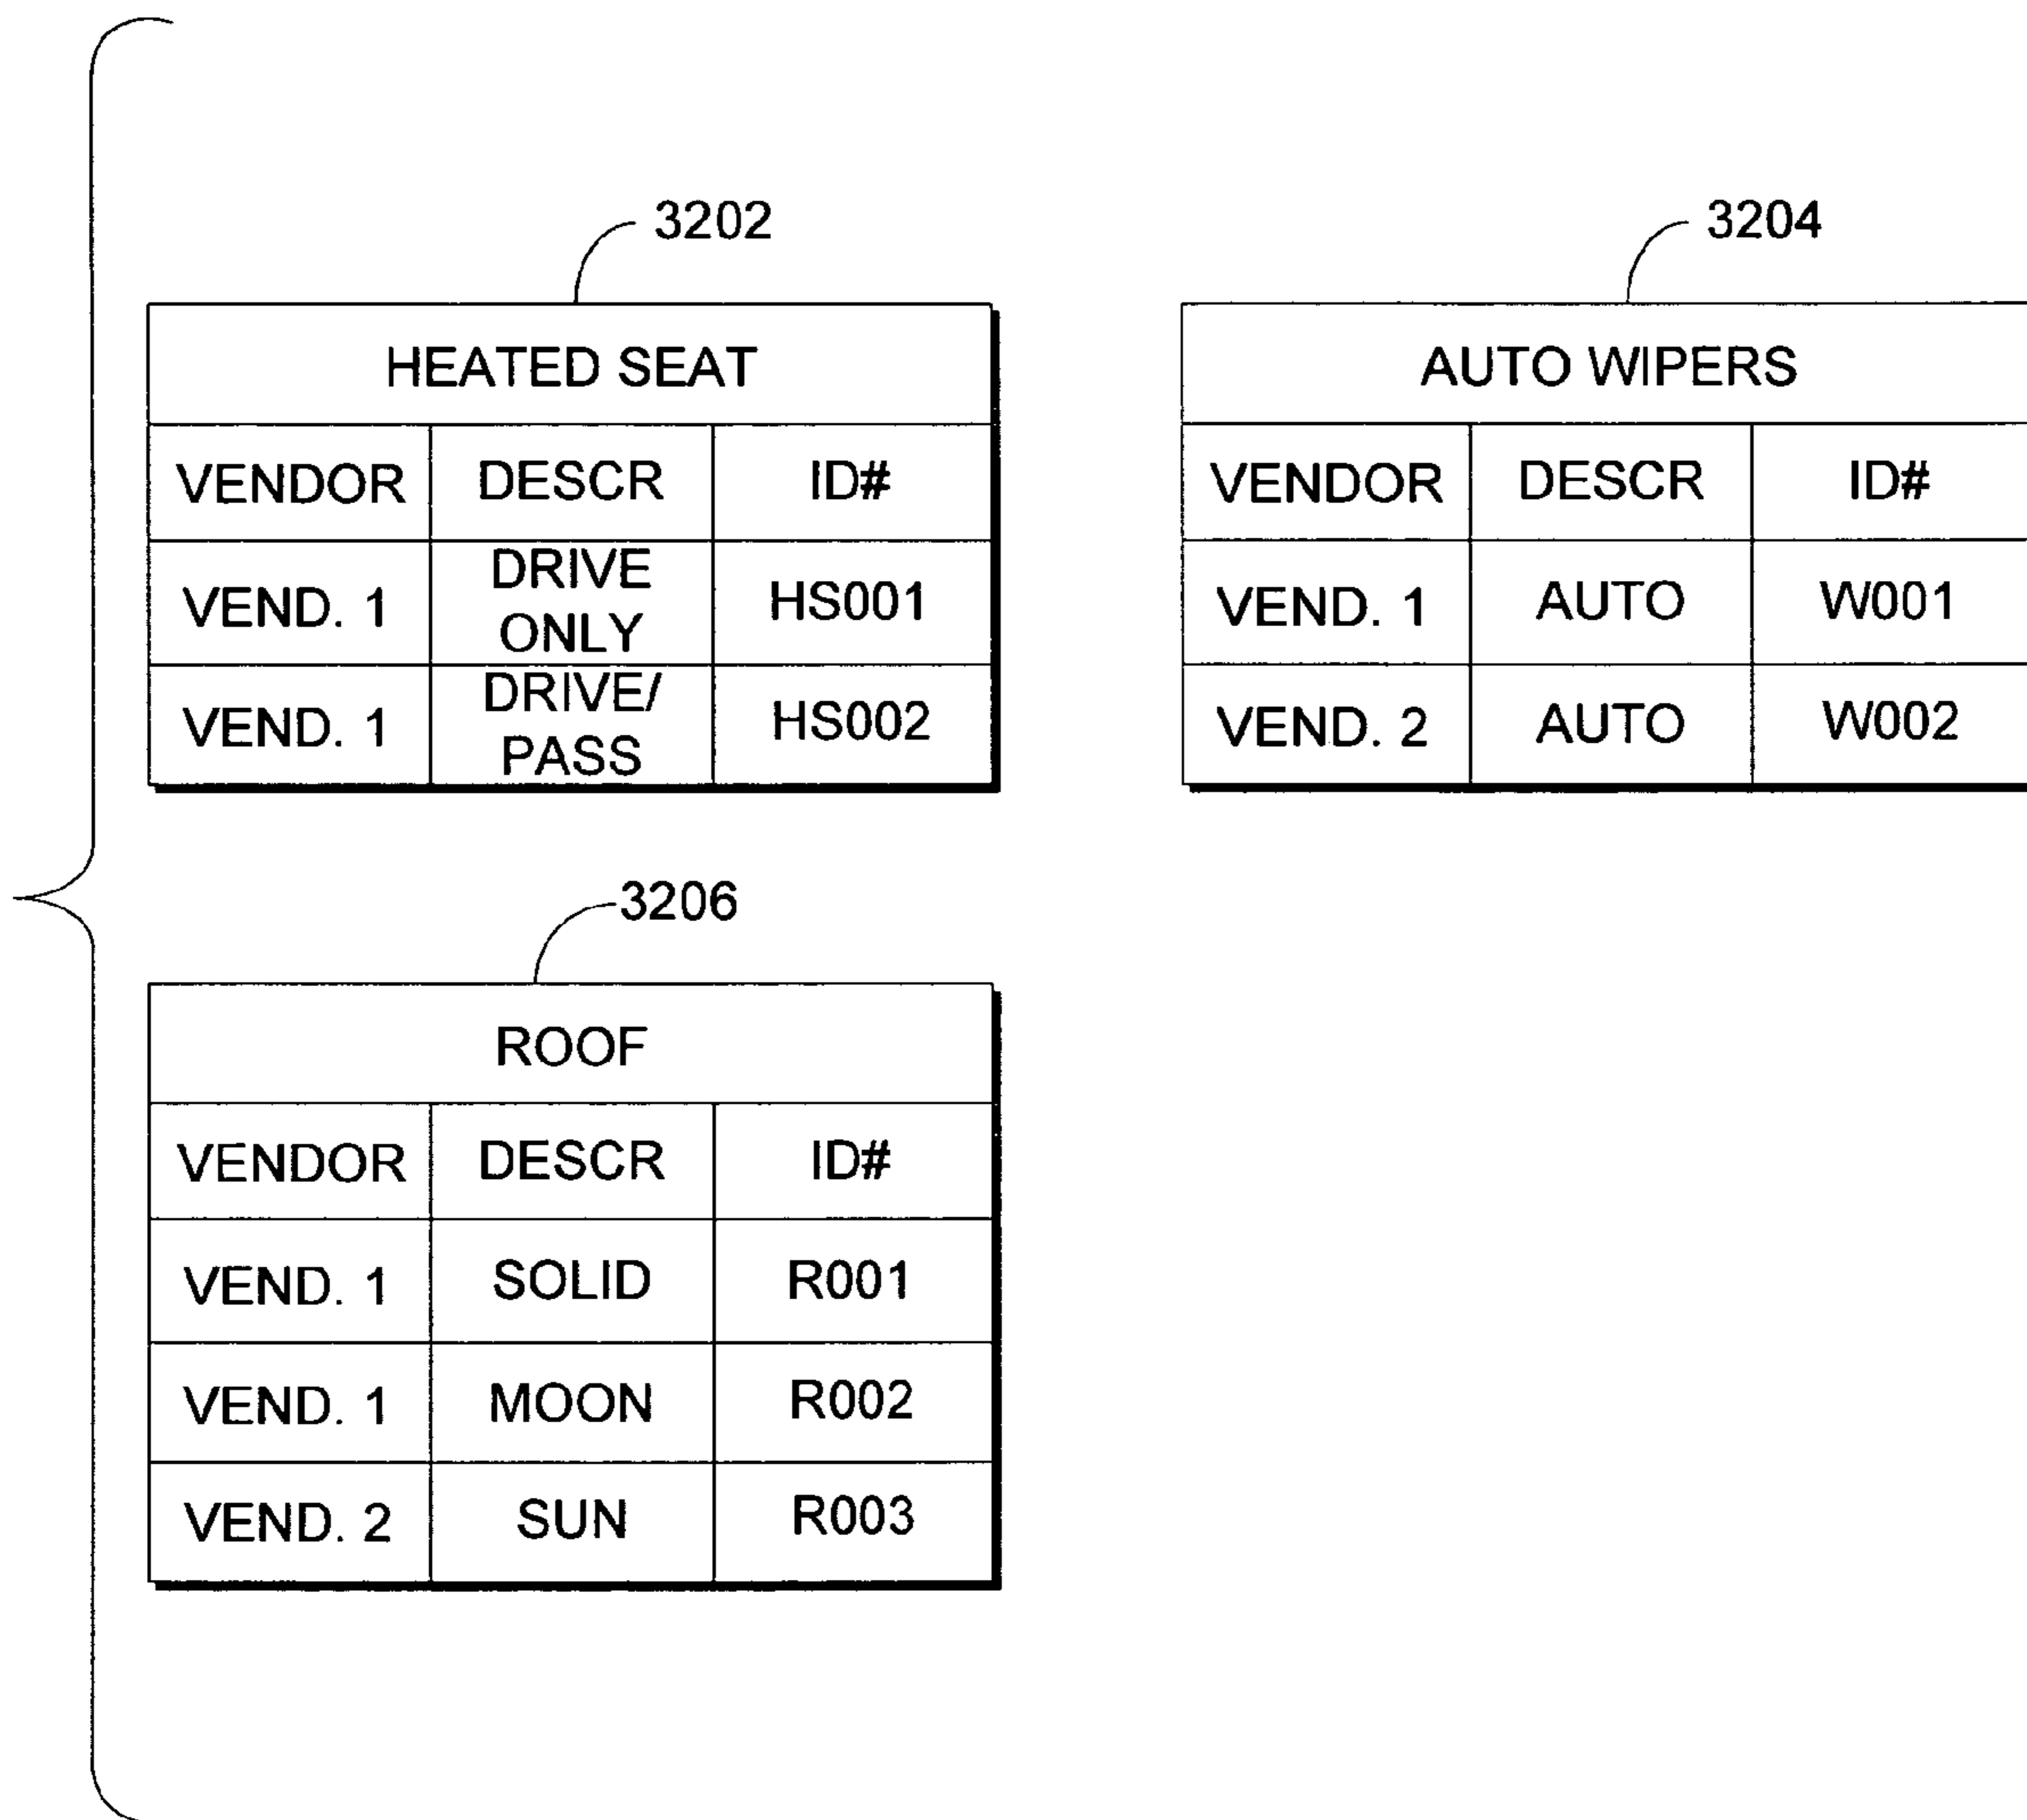 3202
HEATED SEAT
VENDOR DESCR ID#
VEND. 1 DRIVE ONLY HS001
VEND. 1 DRIVE/ PASS HS002
3204
AUTO WIPERS
VENDOR DESCR ID#
VEND. 1 AUTO W001
VEND. 2 AUTO W002
3206
ROOF
VENDOR DESCR ID#
VEND. 1 SOLID R001
VEND. 1 MOON R002
VEND. 2 SUN R003